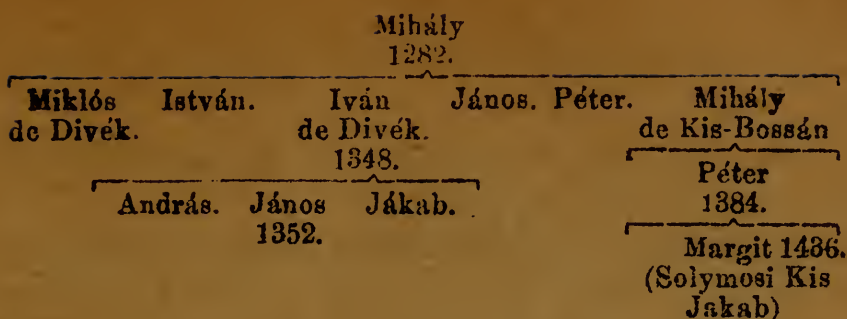 Mihály
1282.
Miklós István. Iván János. Péter. Mihály
de Divék. de Divék. de Kis-Bossán
1348. Péter
András. János Jákab. 1384.
1352. Margit 1436.
(Solymosi Kis
Jakab)